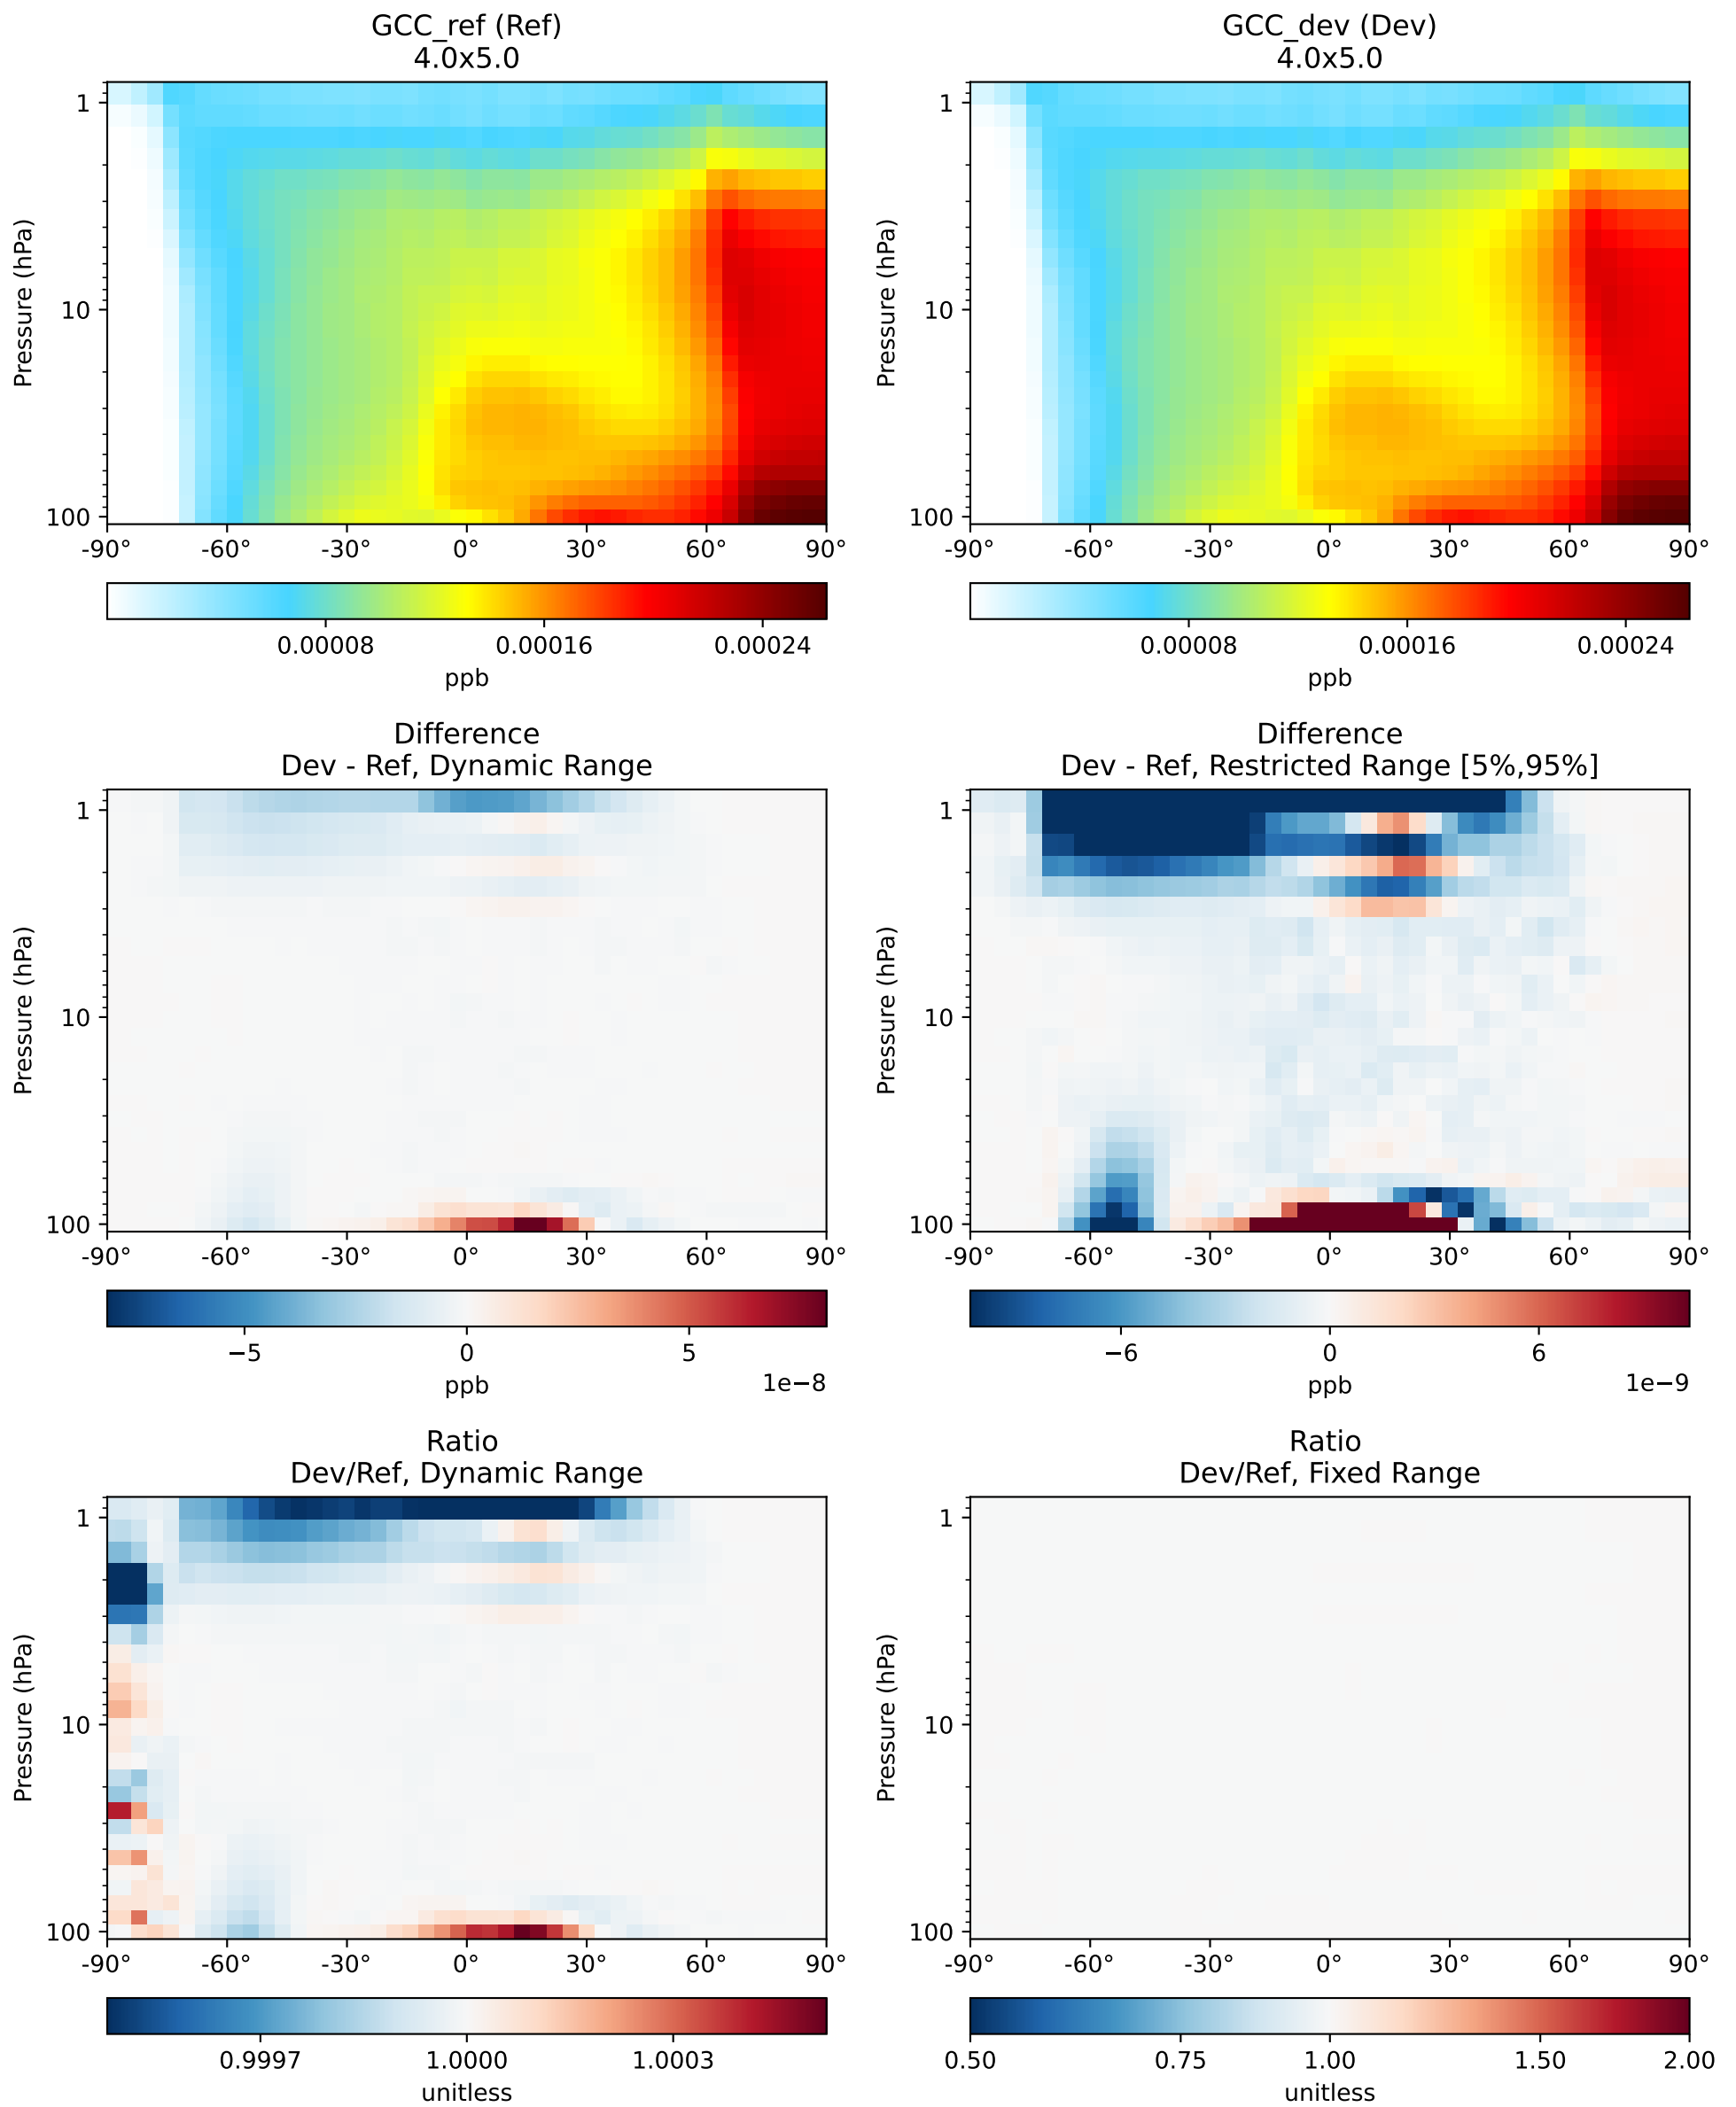 GCC_ref (Ref)
4.0x5.0
GCC_dev (Dev)
4.0x5.0
Pressure (hPa)
1
10
100
-90° -60° -30° 0° 30° 60° 90°
0.00008 0.00016 0.00024
ppb
Pressure (hPa)
1
10
100
-90° -60° -30° 0° 30° 60° 90°
0.00008 0.00016 0.00024
ppb
Difference
Dev - Ref, Dynamic Range
Pressure (hPa)
1
10
100
-90° -60° -30° 0° 30° 60° 90°
−5 0 5
1e−8
ppb
Difference
Dev - Ref, Restricted Range [5%,95%]
Pressure (hPa)
1
10
100
-90° -60° -30° 0° 30° 60° 90°
−6 0 6
1e−9
ppb
Ratio
Dev/Ref, Dynamic Range
Pressure (hPa)
1
10
100
-90° -60° -30° 0° 30° 60° 90°
0.9997 1.0000 1.0003
unitless
Ratio
Dev/Ref, Fixed Range
Pressure (hPa)
1
10
100
-90° -60° -30° 0° 30° 60° 90°
0.50 0.75 1.00 1.50 2.00
unitless